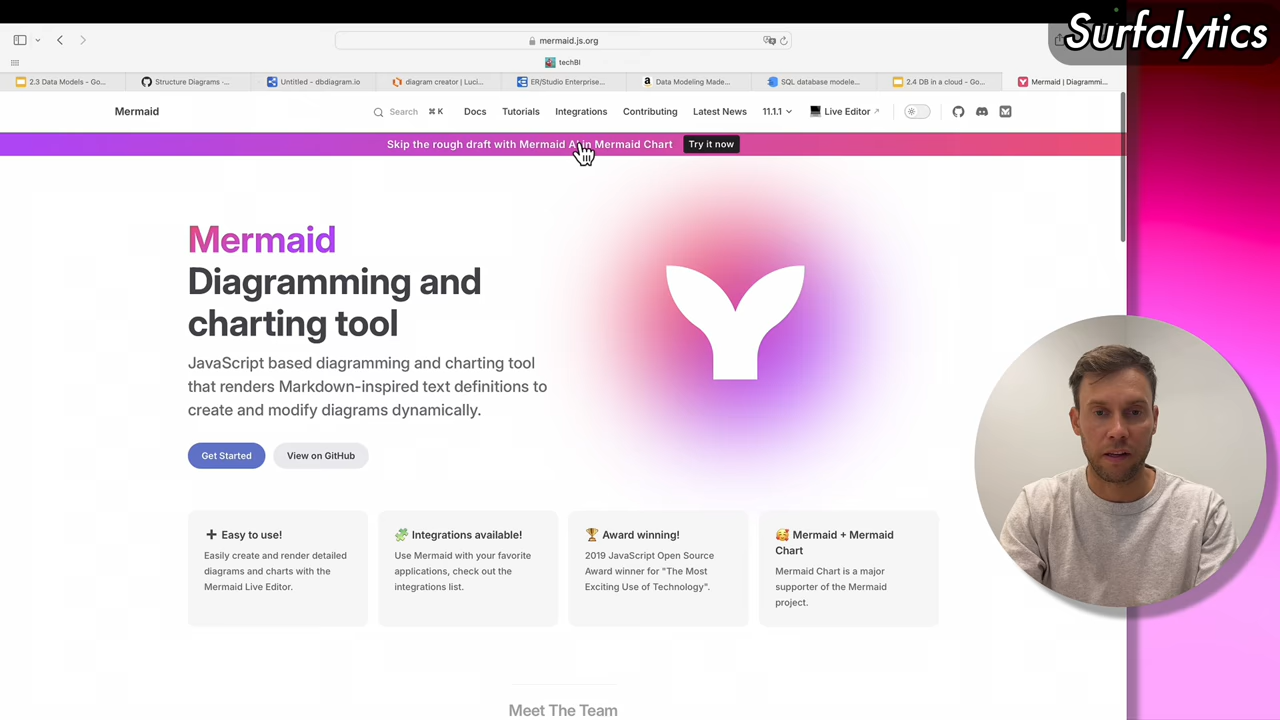 Surfalytics
mermaid.js.org
techBI
2.3 Data Models - Go...
Structure Diagrams -...
Untitled - dbdiagram.io
diagram creator | Luci...
ER/Studio Enterprise...
Data Modeling Made...
SQL database modele...
2.4 DB in a cloud - Go...
Mermaid | Diagrammi...
Mermaid
Search ⌘ K
Docs
Tutorials
Integrations
Contributing
Latest News
11.1.1
Live Editor
Skip the rough draft with Mermaid AI in Mermaid Chart
Try it now
Mermaid
Diagramming and
charting tool
JavaScript based diagramming and charting tool
that renders Markdown-inspired text definitions to
create and modify diagrams dynamically.
Get Started
View on GitHub
Easy to use!
Easily create and render detailed
diagrams and charts with the
Mermaid Live Editor.
Integrations available!
Use Mermaid with your favorite
applications, check out the
integrations list.
Award winning!
2019 JavaScript Open Source
Award winner for "The Most
Exciting Use of Technology".
Mermaid + Mermaid
Chart
Mermaid Chart is a major
supporter of the Mermaid
project.
Meet The Team